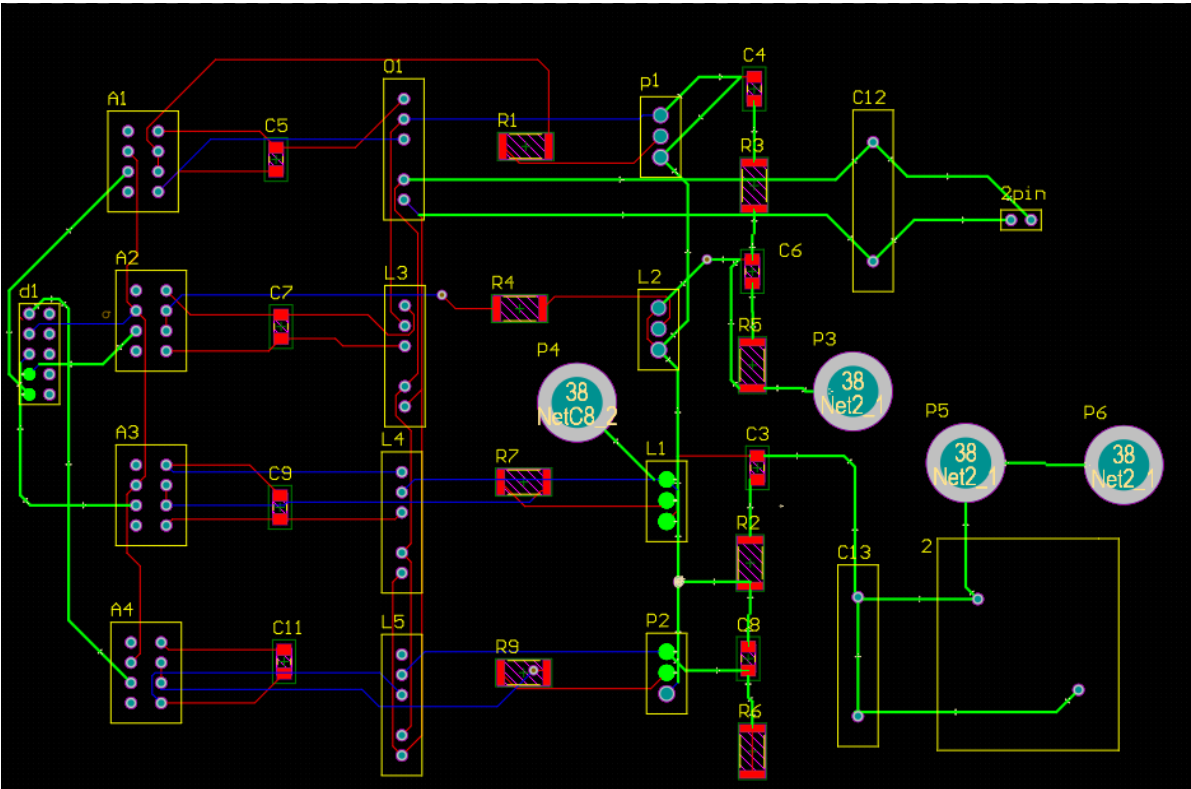 C4
O1
p1
A1
C12
C5
R1
R3
2pin
C6
A2
L3
L2
R4
d1
C7
R5
P3
P4
38
NetC8_2
38
Net2_1
P5
P6
38
Net2_1
38
Net2_1
A3
L4
L1
C3
R7
C9
R2
2
C13
A4
L5
P2
C8
C11
R9
R6